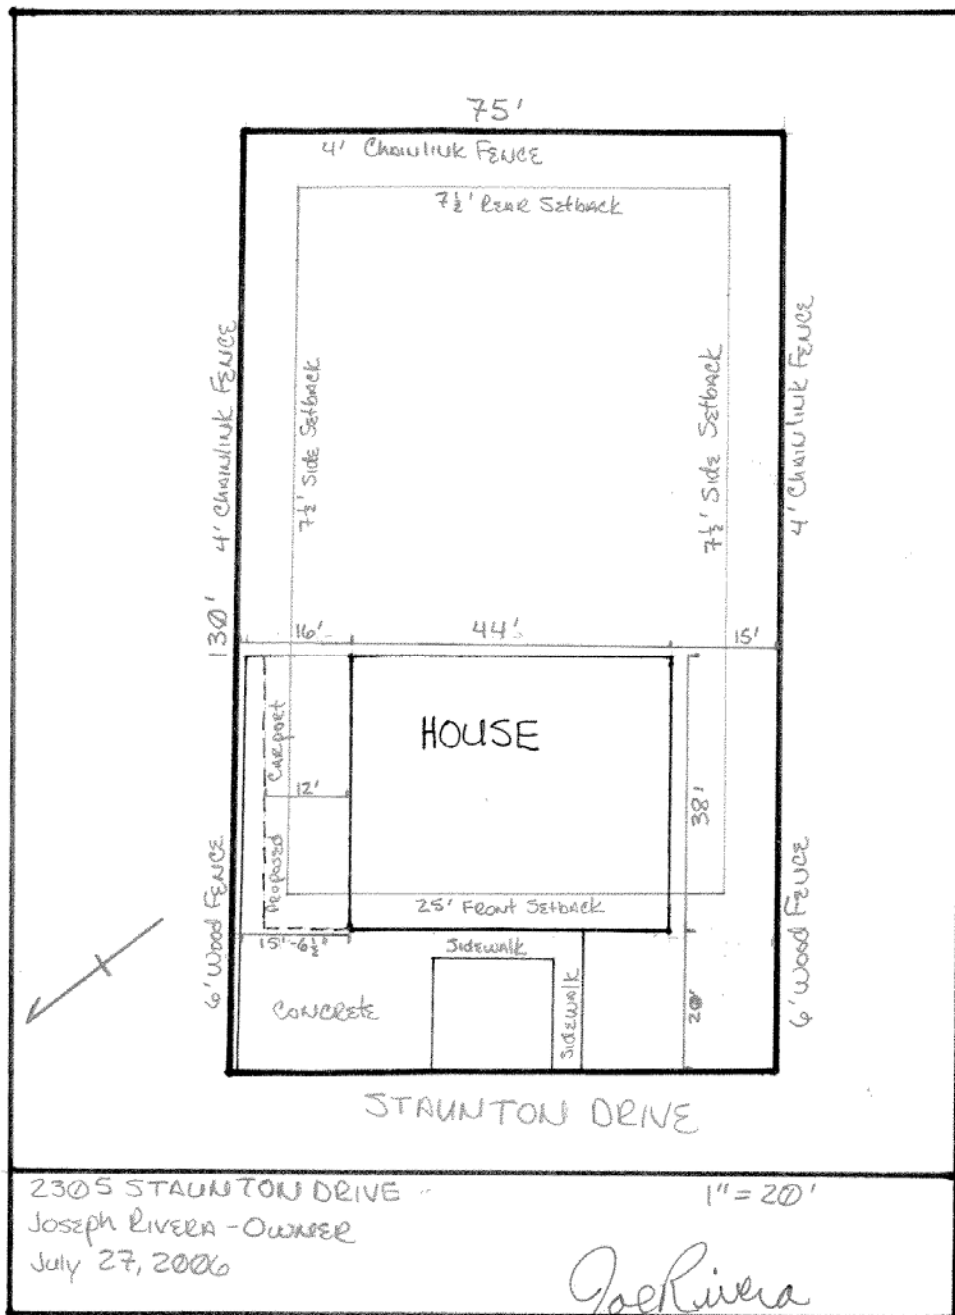 75'
4' CHAINLINK FENCE
7½' REAR SETBACK
4' CHAINLINK FENCE
7½' SIDE SETBACK
7½' SIDE SETBACK
4' CHAINLINK FENCE
130'
16'
44'
15'
HOUSE
PROPOSED CARPORT
12'
38'
25' FRONT SETBACK
15'-6½"
6' WOOD FENCE
SIDEWALK
SIDEWALK
20'
6' WOOD FENCE
CONCRETE
STAUNTON DRIVE
2305 STAUNTON DRIVE
1" = 20'
JOSEPH RIVERA - OWNER
July 27, 2006
Joe Rivera